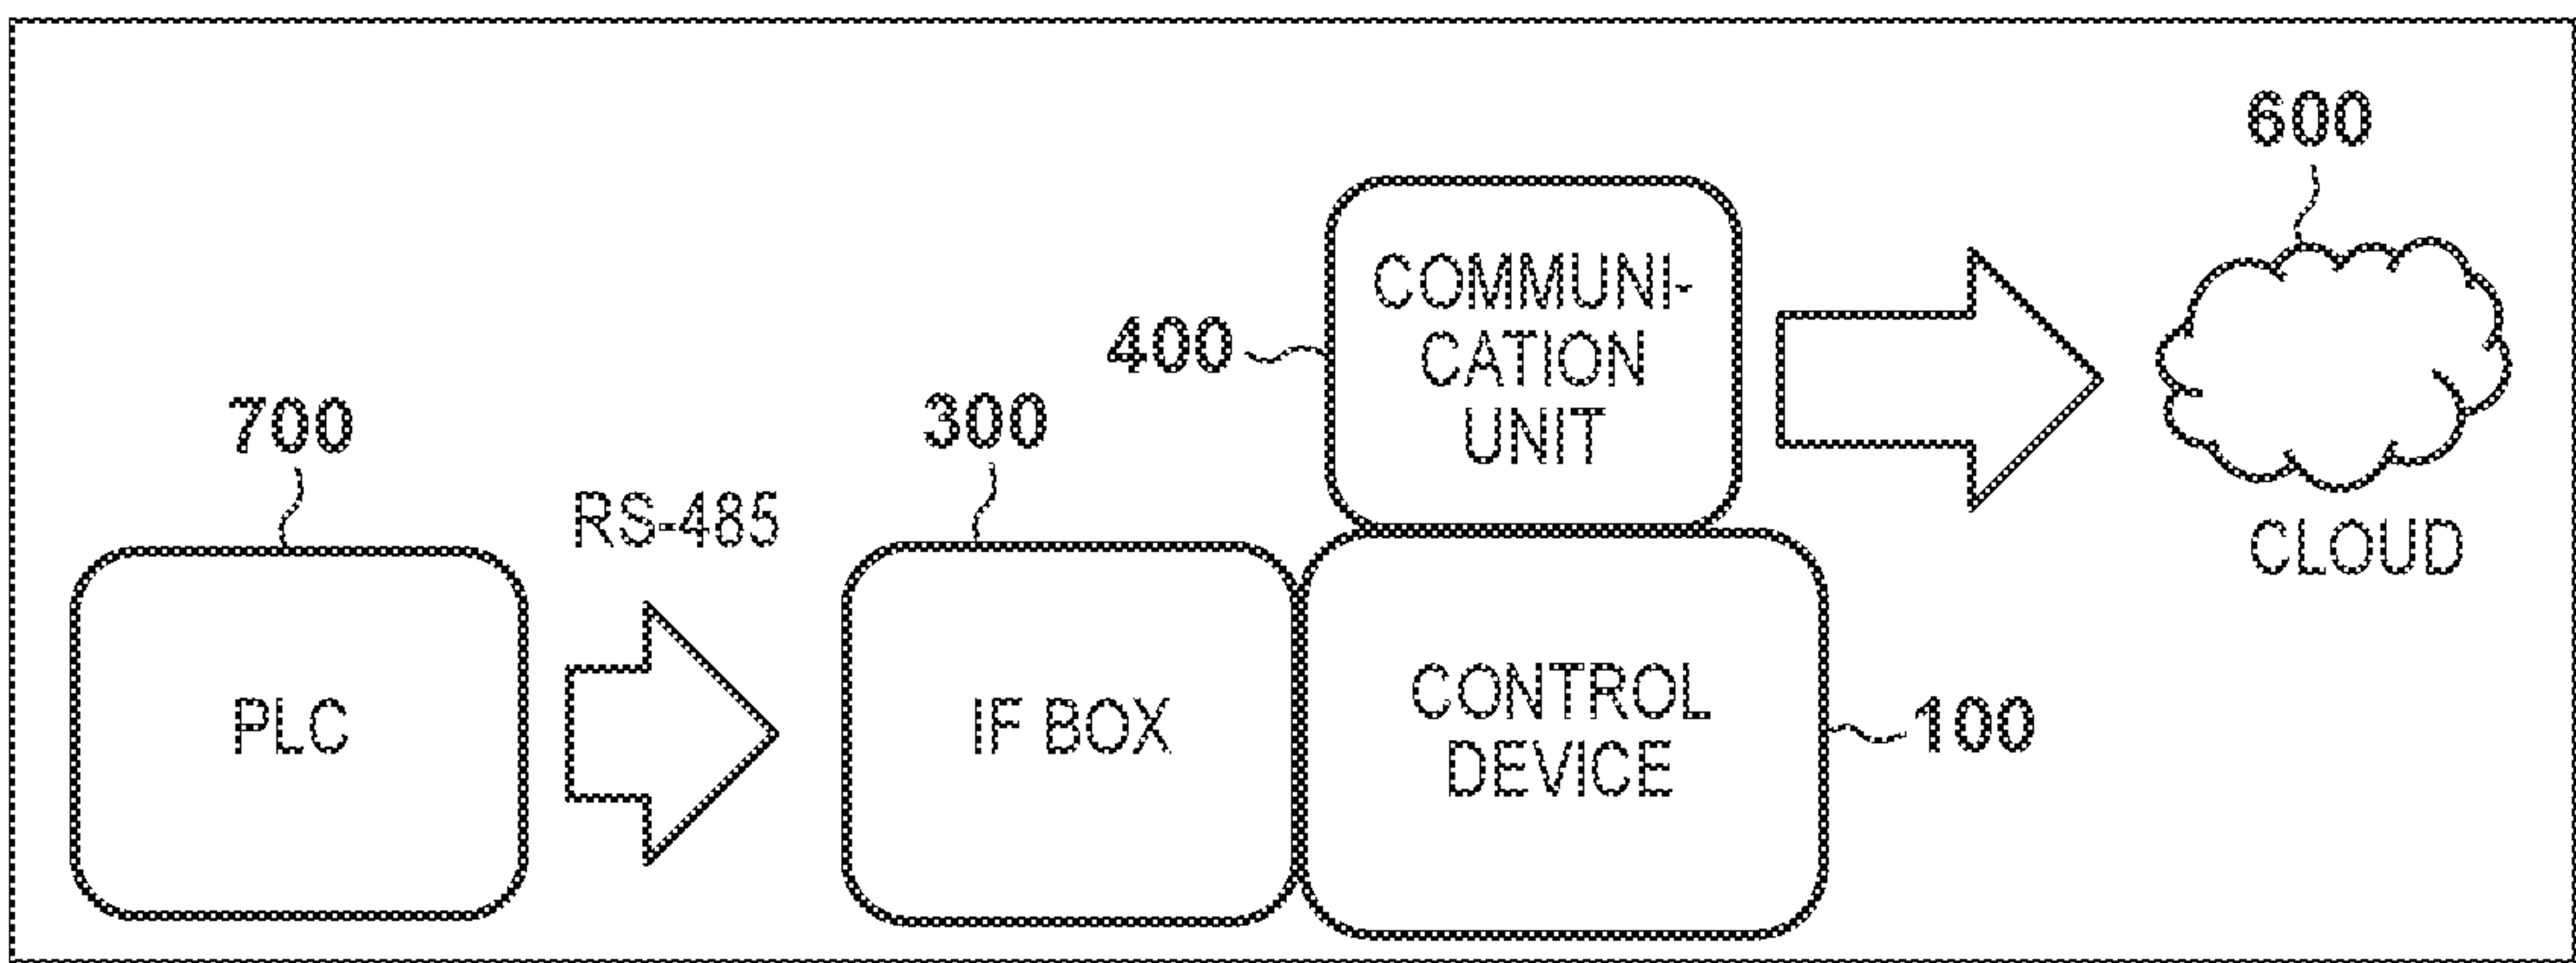 600
400
COMMUNI-
CATION
UNIT
700
RS-485
300
CLOUD
PLC
IF BOX
CONTROL
DEVICE
100